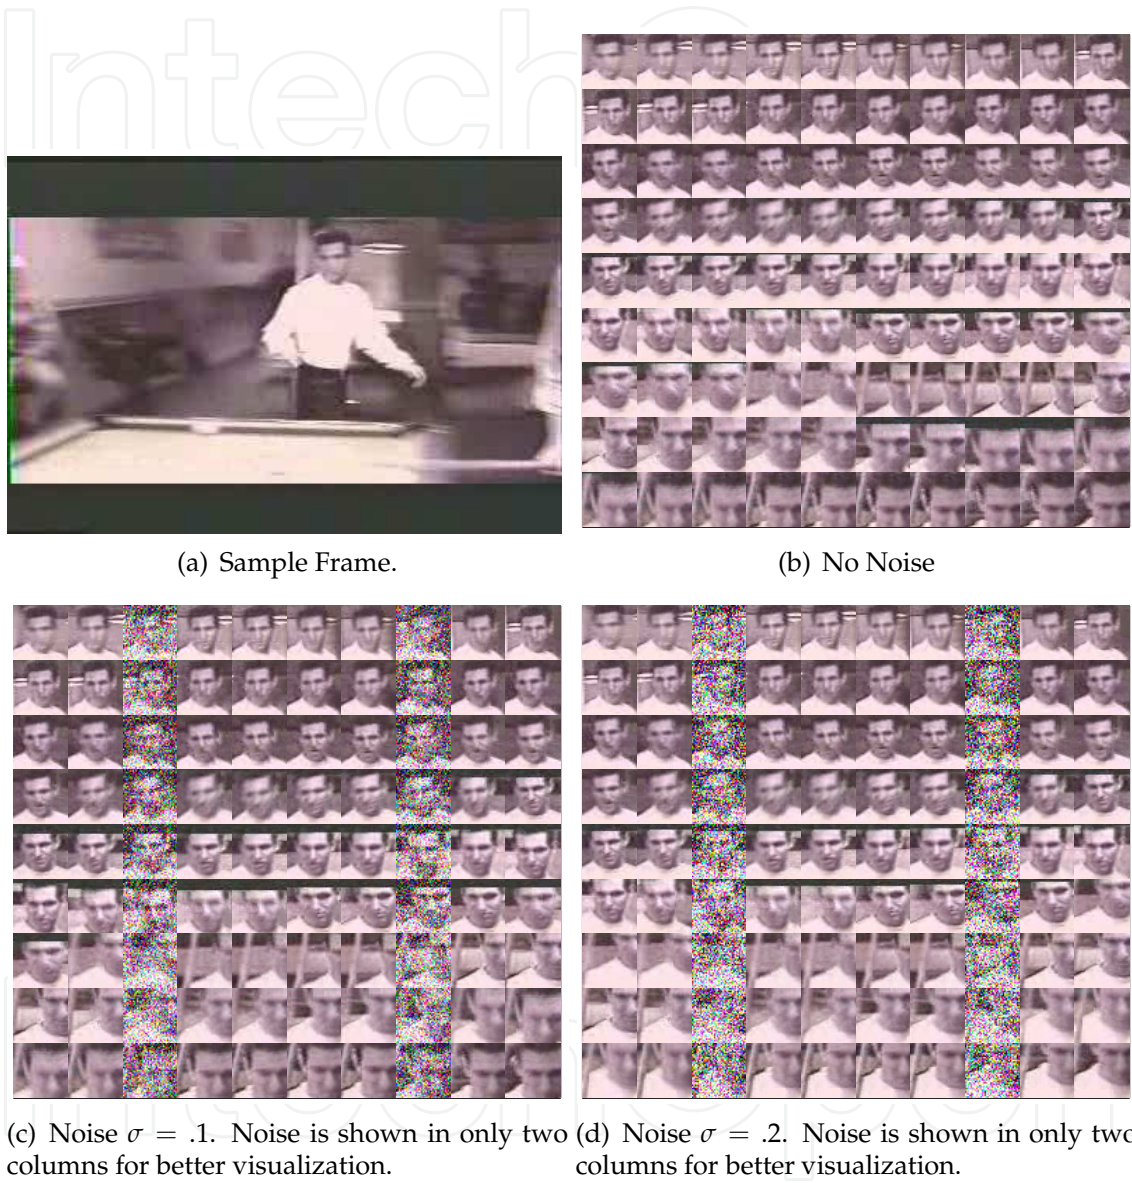 Intech
(a) Sample Frame.
(b) No Noise
(c) Noise σ = .1. Noise is shown in only two
columns for better visualization.
(d) Noise σ = .2. Noise is shown in only two
columns for better visualization.